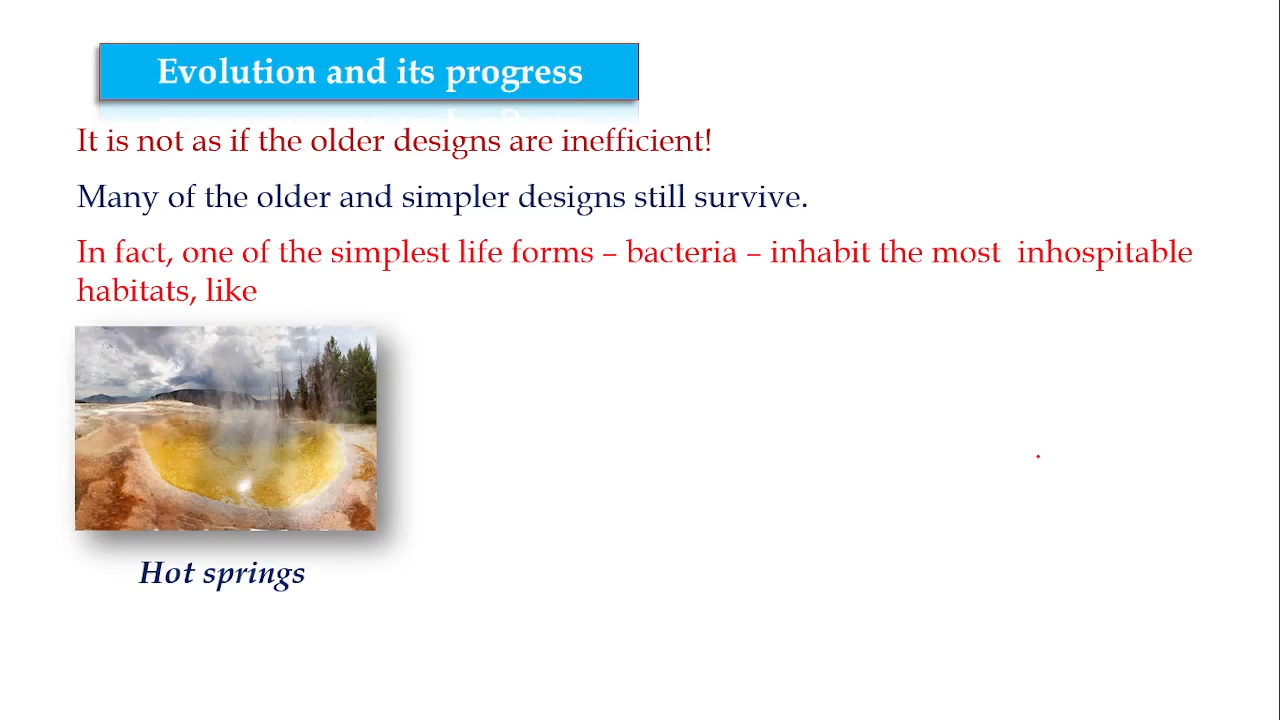 Evolution and its progress
It is not as if the older designs are inefficient!
Many of the older and simpler designs still survive.
In fact, one of the simplest life forms – bacteria – inhabit the most inhospitable
habitats, like
Hot springs